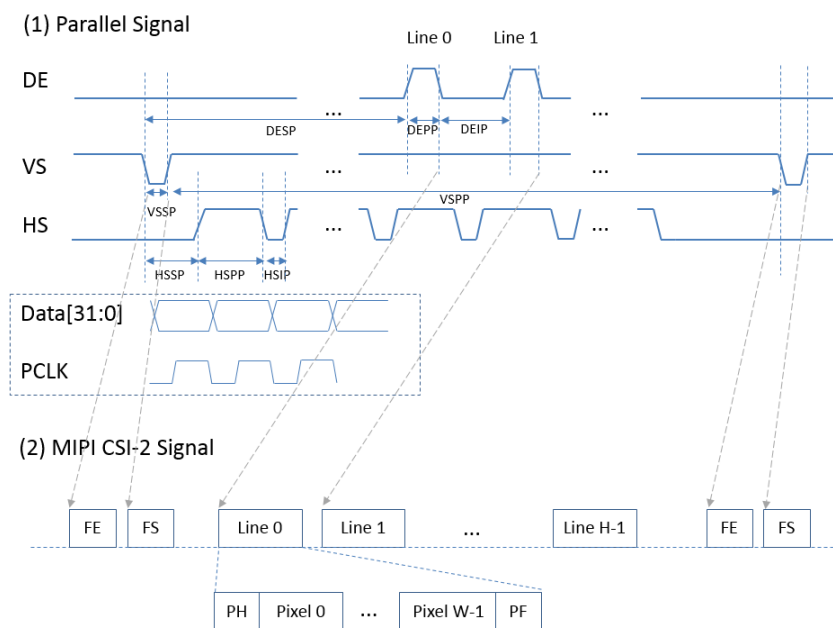 (1) Parallel Signal
Line 0 Line 1
DE
... ...
DESP DEPP DEIP
VS
... ...
VSSP VSPP
HS
... ...
HSSP HSPP HSIP
Data[31:0]
PCLK
(2) MIPI CSI-2 Signal
FE FS Line 0 Line 1 ... Line H-1 FE FS
PH Pixel 0 ... Pixel W-1 PF